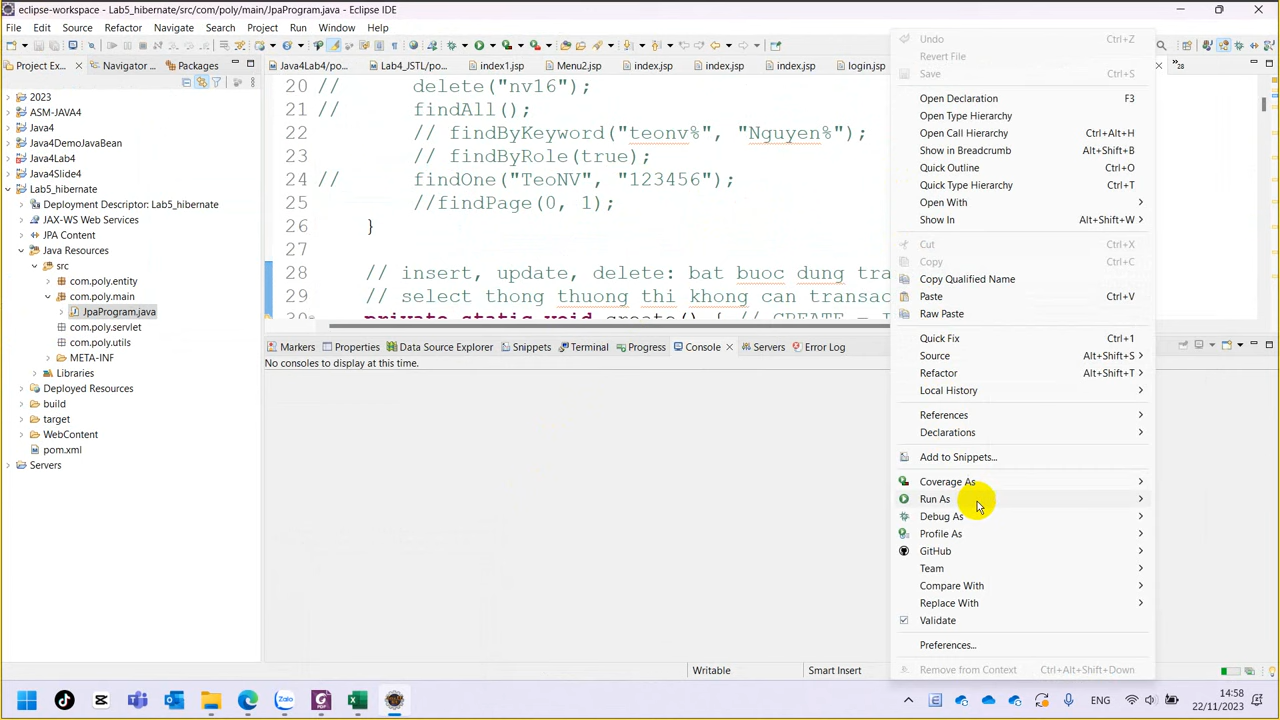 eclipse-workspace - Lab5_hibernate/src/com/poly/main/JpaProgram.java - Eclipse IDE
File Edit Source Refactor Navigate Search Project Run Window Help
Project Ex... Navigator Packages
Java4Lab4/po... Lab4_JSTL/po... index1.jsp Menu2.jsp index.jsp index.jsp index.jsp login.jsp »28
2023
ASM-JAVA4
Java4
Java4DemoJavaBean
Java4Lab4
Java4Slide4
Lab5_hibernate
Deployment Descriptor: Lab5_hibernate
JAX-WS Web Services
JPA Content
Java Resources
src
com.poly.entity
com.poly.main
JpaProgram.java
com.poly.servlet
com.poly.utils
META-INF
Libraries
Deployed Resources
build
target
WebContent
pom.xml
Servers
20 // delete("nv16");
21 // findAll();
22 // findByKeyword("teonv%", "Nguyen%");
23 // findByRole(true);
24 // findOne("TeoNV", "123456");
25 //findPage(0, 1);
26 }
27
28 // insert, update, delete: bat buoc dung tra
29 // select thong thuong thi khong can transac
30 private static void create() { // CREATE = I
Markers Properties Data Source Explorer Snippets Terminal Progress Console Servers Error Log
No consoles to display at this time.
Undo Ctrl+Z
Revert File
Save Ctrl+S
Open Declaration F3
Open Type Hierarchy
Open Call Hierarchy Ctrl+Alt+H
Show in Breadcrumb Alt+Shift+B
Quick Outline Ctrl+O
Quick Type Hierarchy Ctrl+T
Open With
Show In Alt+Shift+W
Cut Ctrl+X
Copy Ctrl+C
Copy Qualified Name
Paste Ctrl+V
Raw Paste
Quick Fix Ctrl+1
Source Alt+Shift+S
Refactor Alt+Shift+T
Local History
References
Declarations
Add to Snippets...
Coverage As
Run As
Debug As
Profile As
GitHub
Team
Compare With
Replace With
Validate
Preferences...
Remove from Context Ctrl+Alt+Shift+Down
Writable Smart Insert
Zalo
ENG
14:58
22/11/2023